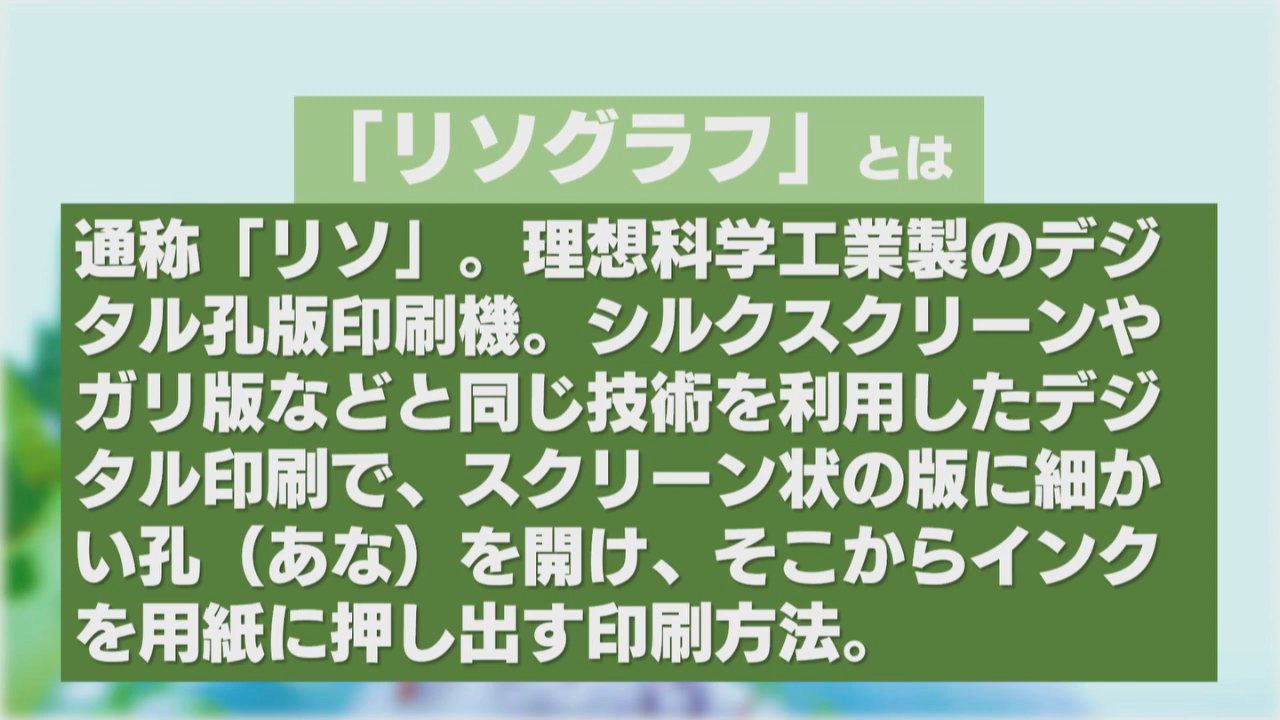 「リソグラフ」とは
通称「リソ」。理想科学工業製のデジ
タル孔版印刷機。シルクスクリーンや
ガリ版などと同じ技術を利用したデジ
タル印刷で、スクリーン状の版に細か
い孔（あな）を開け、そこからインク
を用紙に押し出す印刷方法。